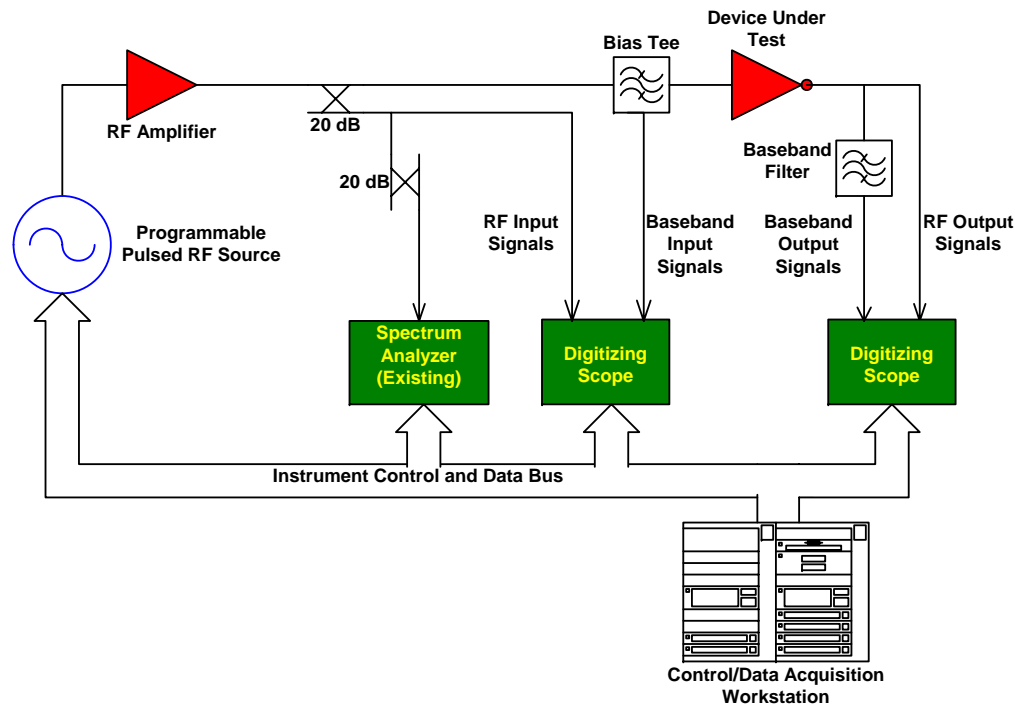 Device Under
Test
Bias Tee
RF Amplifier
20 dB
Baseband
Filter
20 dB
Programmable
Pulsed RF Source
RF Input
Signals
Baseband
Input
Signals
Baseband
Output
Signals
RF Output
Signals
Spectrum
Analyzer
(Existing)
Digitizing
Scope
Digitizing
Scope
Instrument Control and Data Bus
Control/Data Acquisition
Workstation